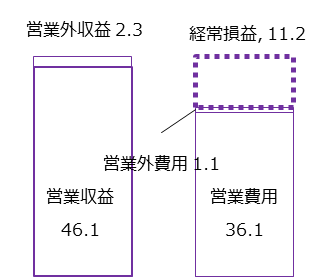 営業外収益 2.3
経常損益, 11.2
営業外費用 1.1
営業収益
46.1
営業費用
36.1